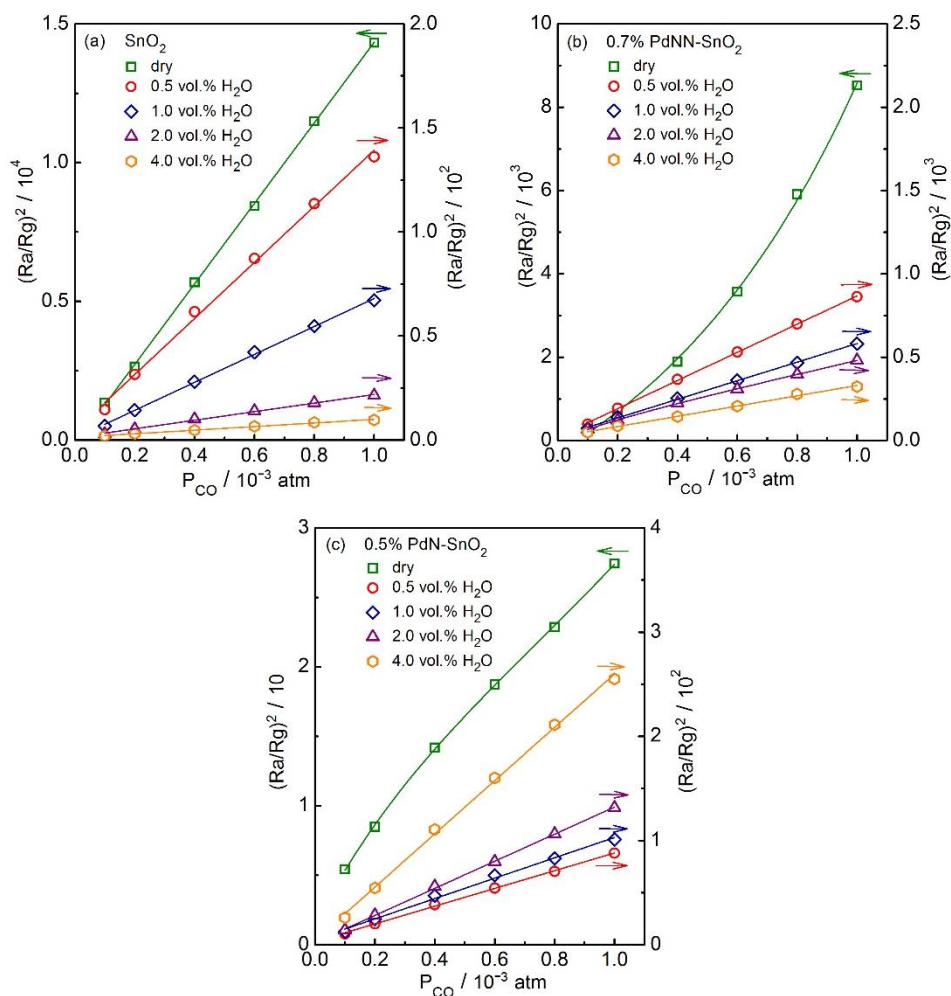 (a) SnO₂
dry
0.5 vol.% H₂O
1.0 vol.% H₂O
2.0 vol.% H₂O
4.0 vol.% H₂O
1.5
1.0
0.5
0.0
(Ra/Rg)² / 10⁴
2.0
1.5
1.0
0.5
0.0
(Ra/Rg)² / 10²
0.0 0.2 0.4 0.6 0.8 1.0
P_CO / 10⁻³ atm
(b) 0.7% PdNN-SnO₂
dry
0.5 vol.% H₂O
1.0 vol.% H₂O
2.0 vol.% H₂O
4.0 vol.% H₂O
10
8
6
4
2
0
(Ra/Rg)² / 10³
2.5
2.0
1.5
1.0
0.5
0.0
(Ra/Rg)² / 10³
0.0 0.2 0.4 0.6 0.8 1.0
P_CO / 10⁻³ atm
(c) 0.5% PdN-SnO₂
dry
0.5 vol.% H₂O
1.0 vol.% H₂O
2.0 vol.% H₂O
4.0 vol.% H₂O
3
2
1
0
(Ra/Rg)² / 10
4
3
2
1
0
(Ra/Rg)² / 10²
0.0 0.2 0.4 0.6 0.8 1.0
P_CO / 10⁻³ atm